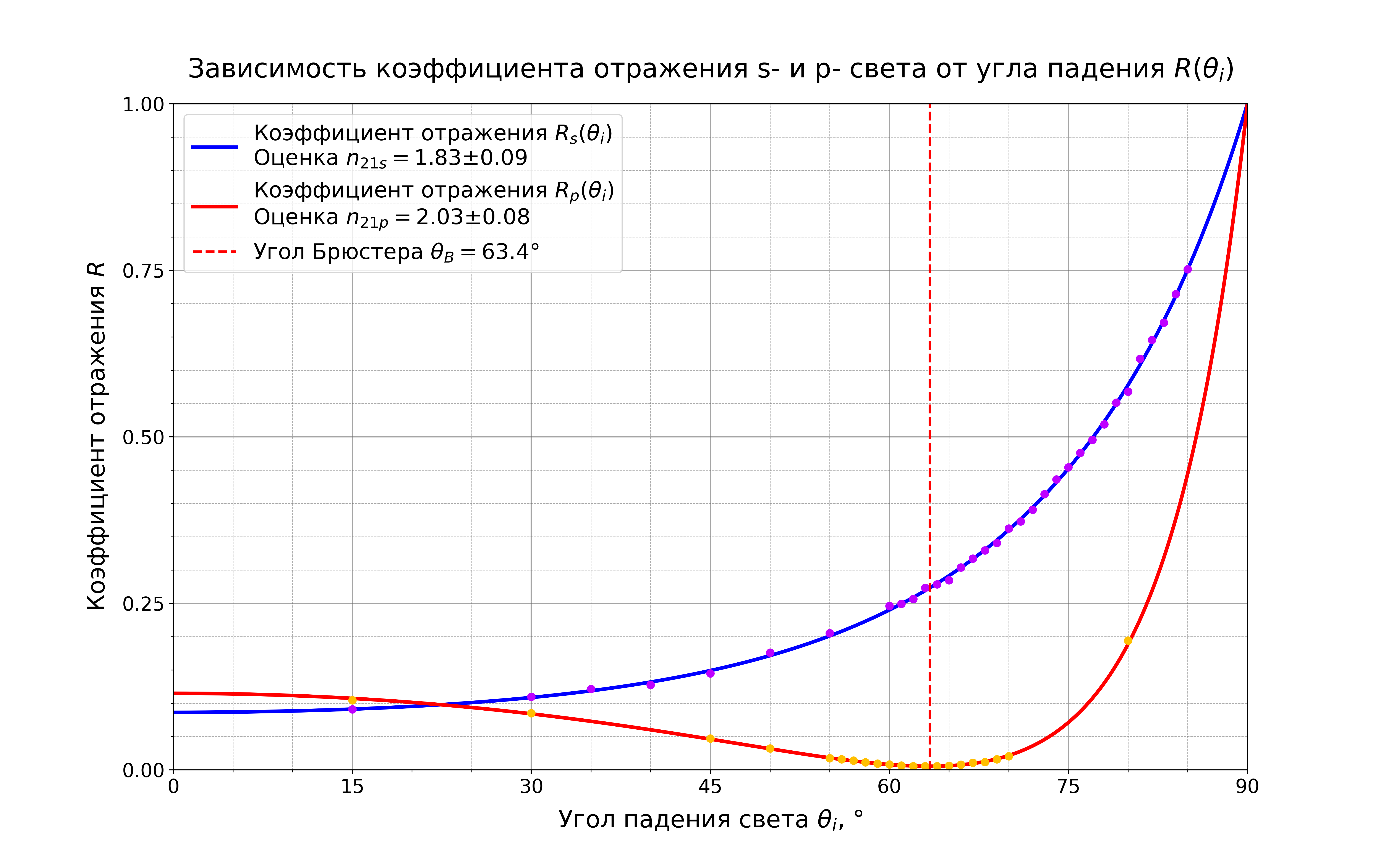 Зависимость коэффициента отражения s- и p- света от угла падения R(θᵢ)
Коэффициент отражения R
1.00
0.75
0.50
0.25
0.00
Коэффициент отражения Rₛ(θᵢ)
Оценка n₂₁ₛ = 1.83±0.09
Коэффициент отражения Rₚ(θᵢ)
Оценка n₂₁ₚ = 2.03±0.08
Угол Брюстера θ_B = 63.4°
0 15 30 45 60 75 90
Угол падения света θᵢ, °